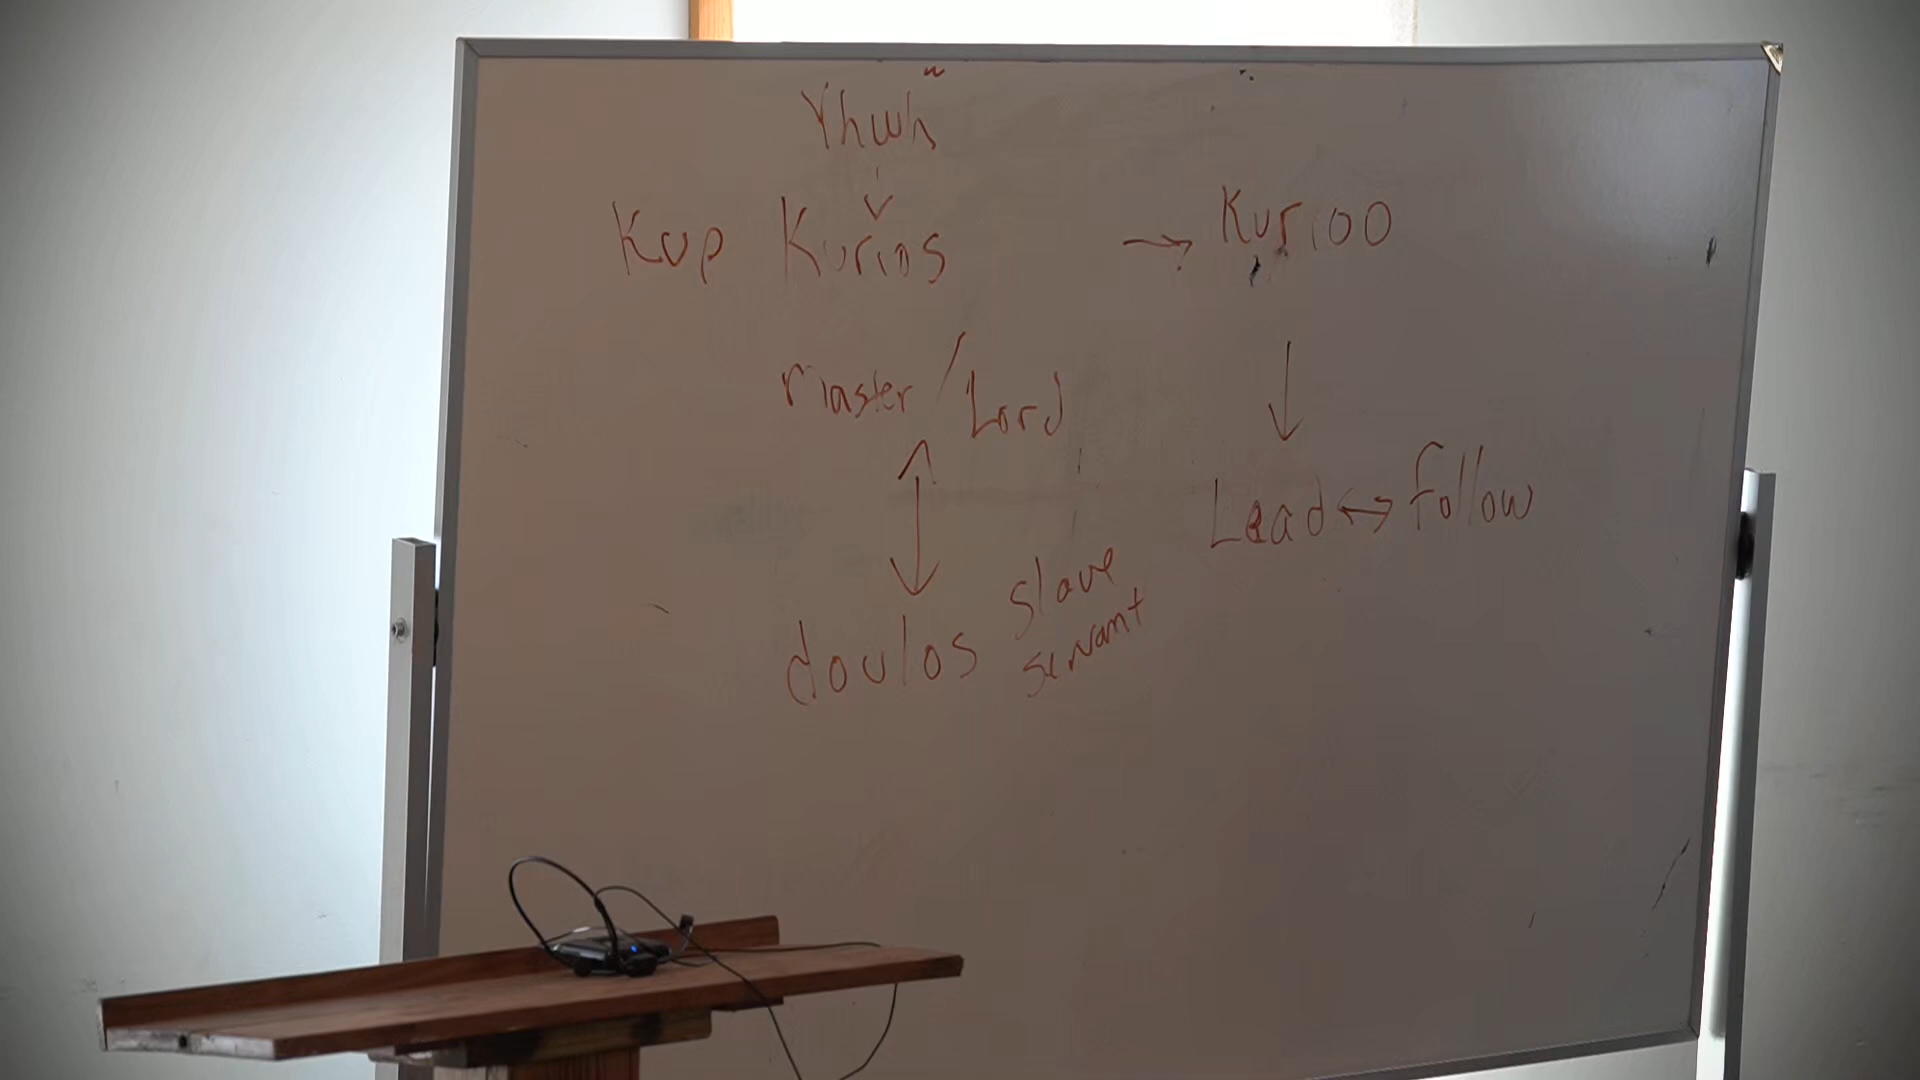 Yhwh
Kup Kurios → Kurioo
master / Lord
Lead ↔ follow
doulos slave
servant